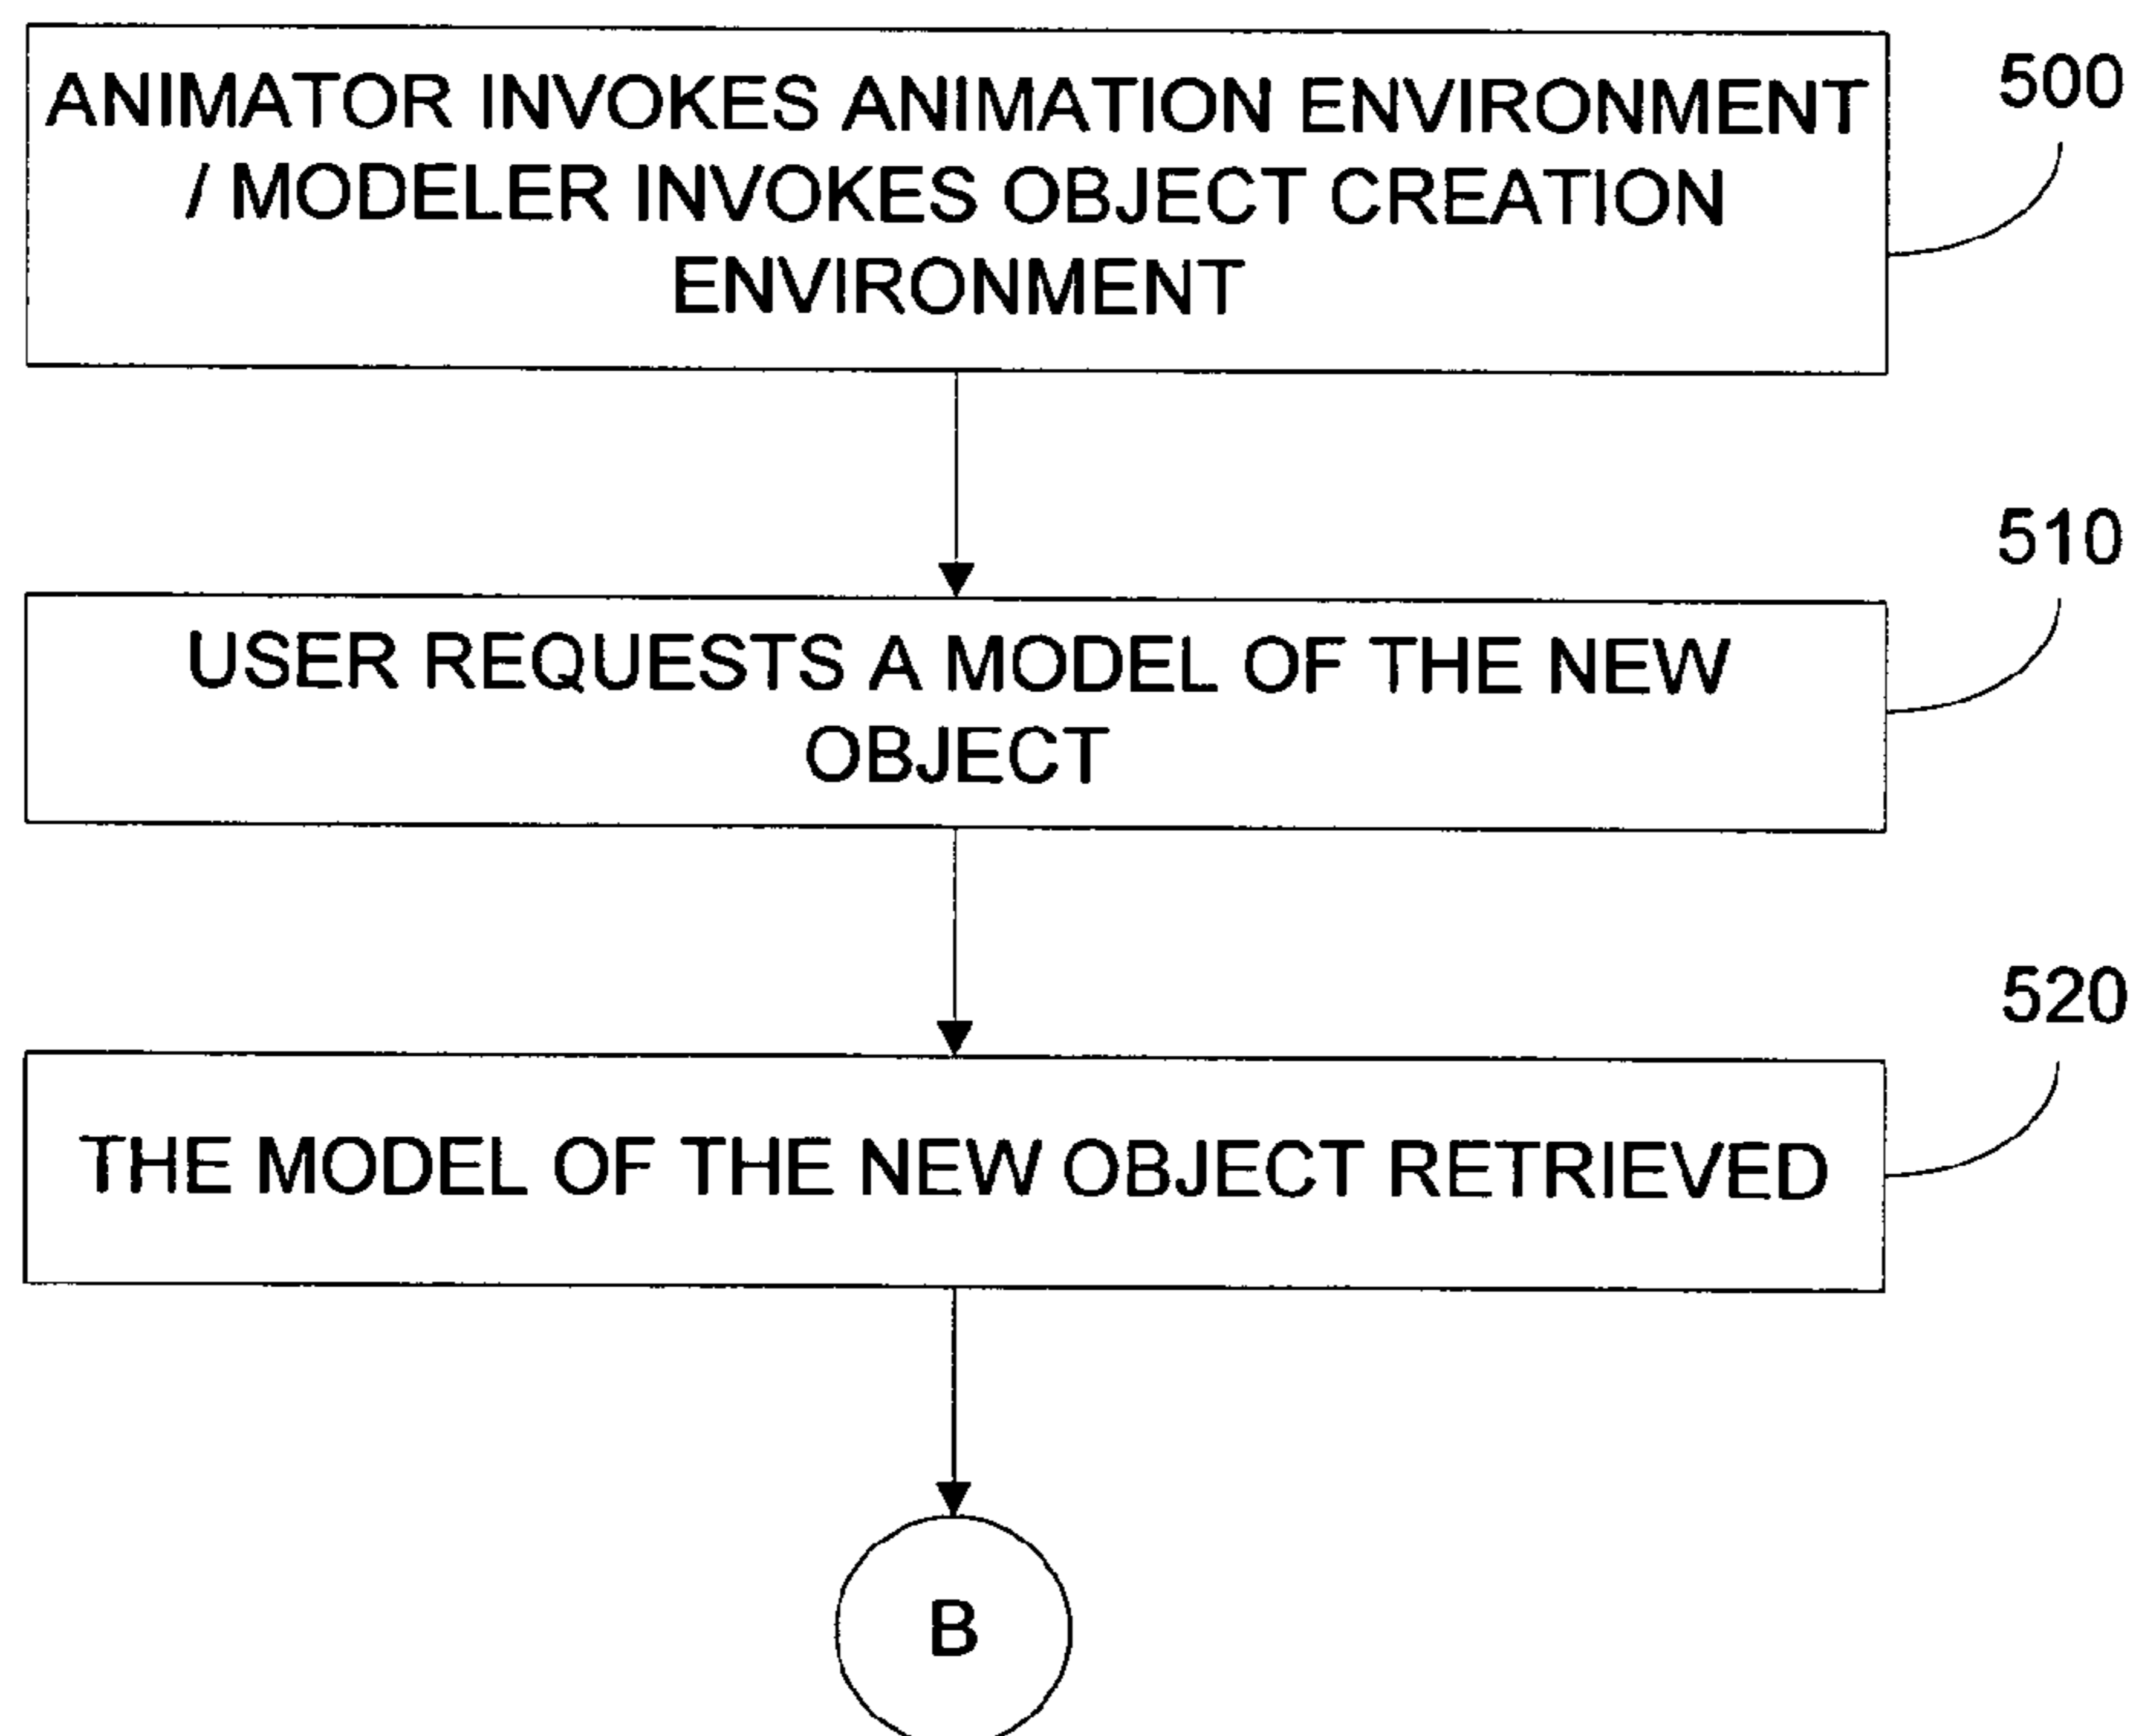 ANIMATOR INVOKES ANIMATION ENVIRONMENT
/ MODELER INVOKES OBJECT CREATION
ENVIRONMENT
500
USER REQUESTS A MODEL OF THE NEW
OBJECT
510
THE MODEL OF THE NEW OBJECT RETRIEVED
520
B